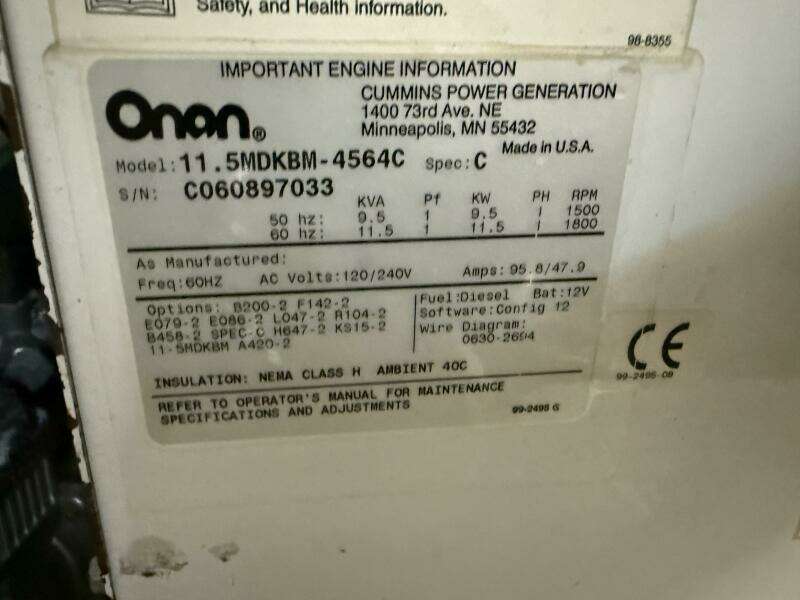 Safety, and Health information.
98-8355
IMPORTANT ENGINE INFORMATION
Onan®
CUMMINS POWER GENERATION
1400 73rd Ave. NE
Minneapolis, MN 55432
Made in U.S.A.
Model: 11.5MDKBM-4564C Spec: C
S/N: C060897033
KVA Pf KW PH RPM
50 hz: 9.5 1 9.5 1 1500
60 hz: 11.5 1 11.5 1 1800
As Manufactured:
Freq:60HZ AC Volts:120/240V Amps: 95.8/47.9
Options: B200-2 F142-2
E079-2 E086-2 L047-2 R104-2
B458-2 SPEC-C H647-2 KS15-2
11-5MDKBM A420-2
Fuel:Diesel Bat:12V
Software:Config 12
Wire Diagram:
0630-2694
CE
99-2495-09
INSULATION: NEMA CLASS H AMBIENT 40C
REFER TO OPERATOR'S MANUAL FOR MAINTENANCE
SPECIFICATIONS AND ADJUSTMENTS
99-2495 G